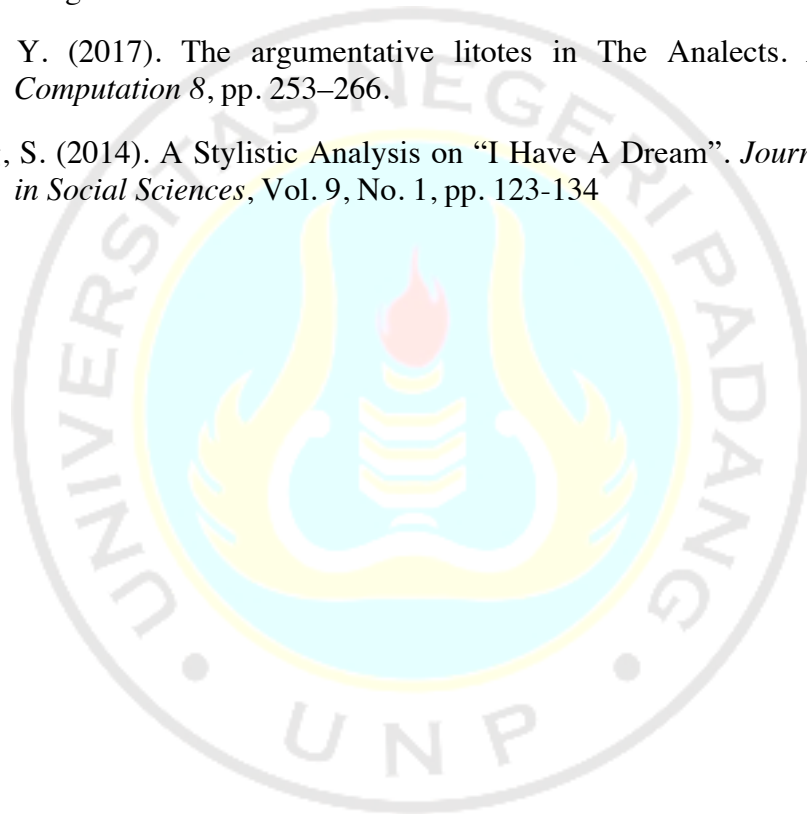 Y. (2017). The argumentative litotes in The Analects.
Computation 8, pp. 253–266.
, S. (2014). A Stylistic Analysis on “I Have A Dream”. Journ
in Social Sciences, Vol. 9, No. 1, pp. 123-134
UNIVERSITAS NEGERI PADANG
UNP